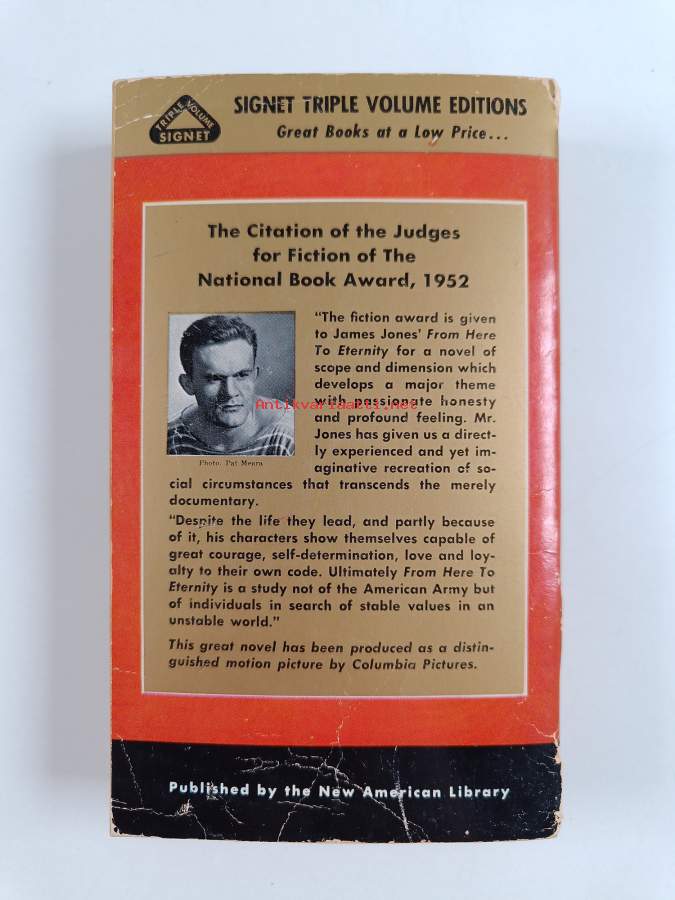 TRIPLE VOLUME
SIGNET
SIGNET TRIPLE VOLUME EDITIONS
Great Books at a Low Price...
The Citation of the Judges
for Fiction of The
National Book Award, 1952
"The fiction award is given
to James Jones' From Here
To Eternity for a novel of
scope and dimension which
develops a major theme
with passionate honesty
and profound feeling. Mr.
Jones has given us a direct-
ly experienced and yet im-
aginative recreation of so-
cial circumstances that transcends the merely
documentary.
Photo: Pat Meara
"Despite the life they lead, and partly because
of it, his characters show themselves capable of
great courage, self-determination, love and loy-
alty to their own code. Ultimately From Here To
Eternity is a study not of the American Army but
of individuals in search of stable values in an
unstable world."
This great novel has been produced as a distin-
guished motion picture by Columbia Pictures.
Published by the New American Library
Antikvariaatti.net